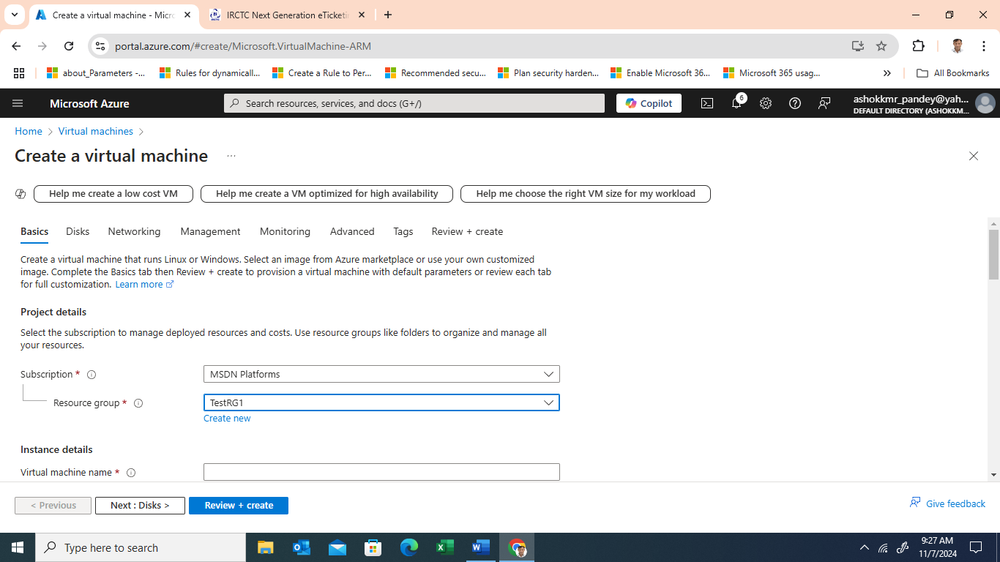 Create a virtual machine - Micro
IRCTC Next Generation eTicketin
portal.azure.com/#create/Microsoft.VirtualMachine-ARM
about_Parameters -...
Rules for dynamicall...
Create a Rule to Per...
Recommended secu...
Plan security harden...
Enable Microsoft 36...
Microsoft 365 usag...
All Bookmarks
Microsoft Azure
Search resources, services, and docs (G+/)
Copilot
6
ashokkmr_pandey@yah...
DEFAULT DIRECTORY (ASHOKKM...
Home > Virtual machines >
Create a virtual machine ...
Help me create a low cost VM
Help me create a VM optimized for high availability
Help me choose the right VM size for my workload
Basics Disks Networking Management Monitoring Advanced Tags Review + create
Create a virtual machine that runs Linux or Windows. Select an image from Azure marketplace or use your own customized
image. Complete the Basics tab then Review + create to provision a virtual machine with default parameters or review each tab
for full customization. Learn more
Project details
Select the subscription to manage deployed resources and costs. Use resource groups like folders to organize and manage all
your resources.
Subscription * MSDN Platforms
Resource group * TestRG1
Create new
Instance details
Virtual machine name *
< Previous
Next : Disks >
Review + create
Give feedback
Type here to search
9:27 AM
11/7/2024